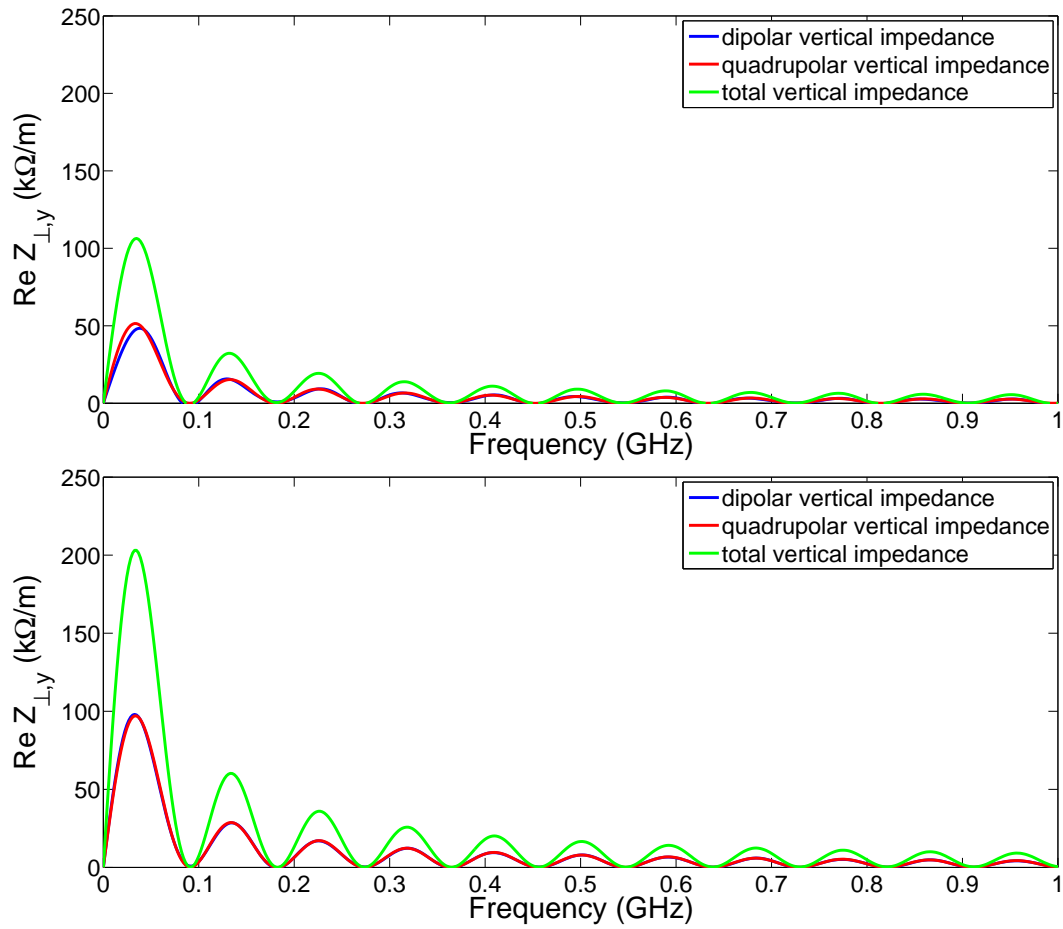 250
200
150
100
50
0
Re Z⊥,y (kΩ/m)
dipolar vertical impedance
quadrupolar vertical impedance
total vertical impedance
0 0.1 0.2 0.3 0.4 0.5 0.6 0.7 0.8 0.9 1
Frequency (GHz)
250
200
150
100
50
0
Re Z⊥,y (kΩ/m)
dipolar vertical impedance
quadrupolar vertical impedance
total vertical impedance
0 0.1 0.2 0.3 0.4 0.5 0.6 0.7 0.8 0.9 1
Frequency (GHz)